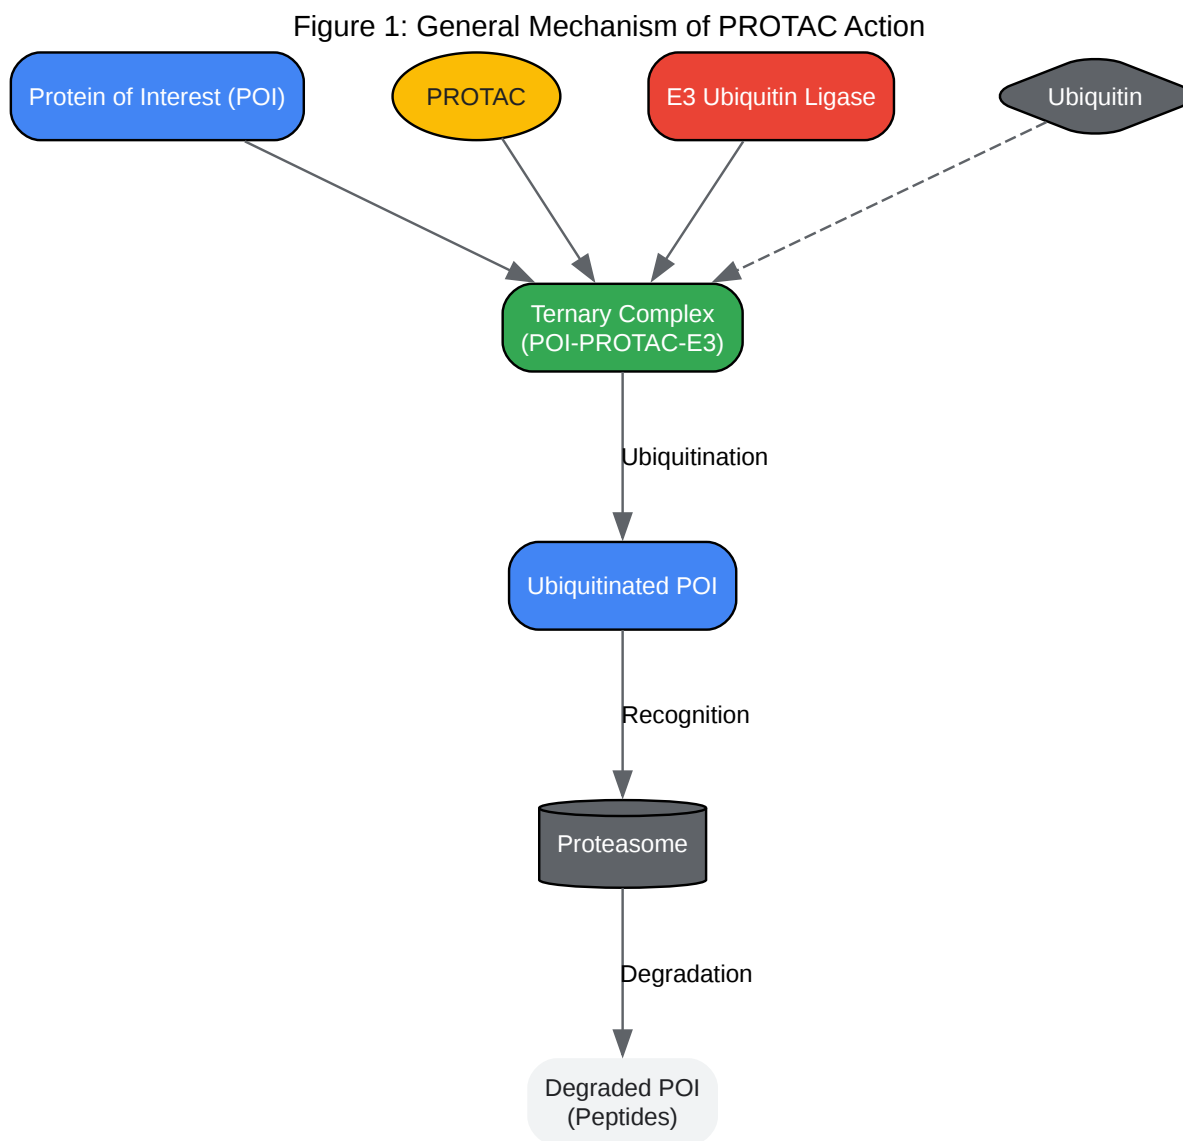 Figure 1: General Mechanism of PROTAC Action
Protein of Interest (POI)
PROTAC
E3 Ubiquitin Ligase
Ubiquitin
Ternary Complex
(POI-PROTAC-E3)
Ubiquitination
Ubiquitinated POI
Recognition
Proteasome
Degradation
Degraded POI
(Peptides)